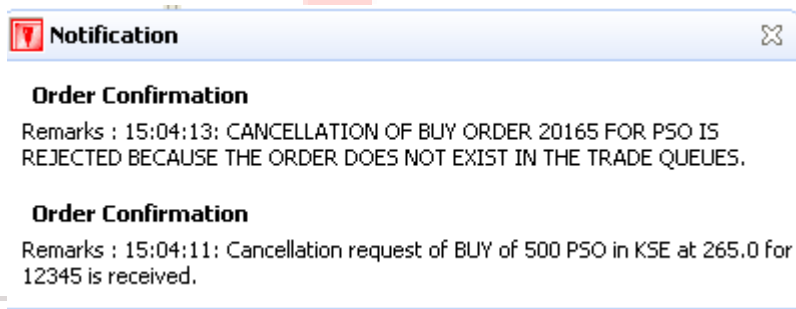 Notification
Order Confirmation
Remarks : 15:04:13: CANCELLATION OF BUY ORDER 20165 FOR PSO IS
REJECTED BECAUSE THE ORDER DOES NOT EXIST IN THE TRADE QUEUES.
Order Confirmation
Remarks : 15:04:11: Cancellation request of BUY of 500 PSO in KSE at 265.0 for
12345 is received.